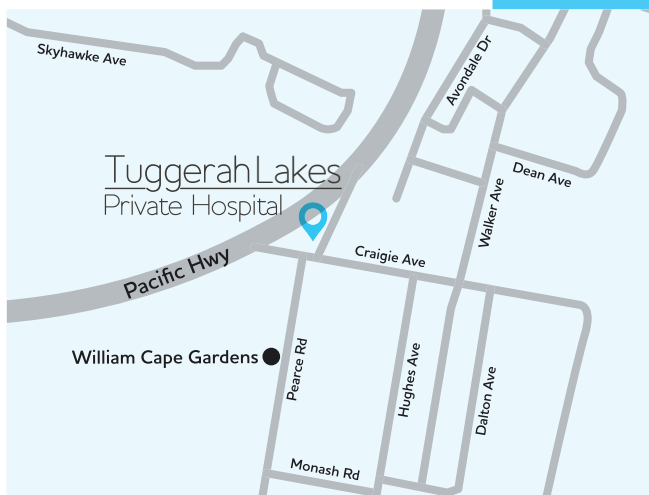 Skyhawke Ave
Avondale Dr
Tuggerah Lakes
Private Hospital
Dean Ave
Walker Ave
Craigie Ave
Pacific Hwy
William Cape Gardens
Pearce Rd
Hughes Ave
Dalton Ave
Monash Rd